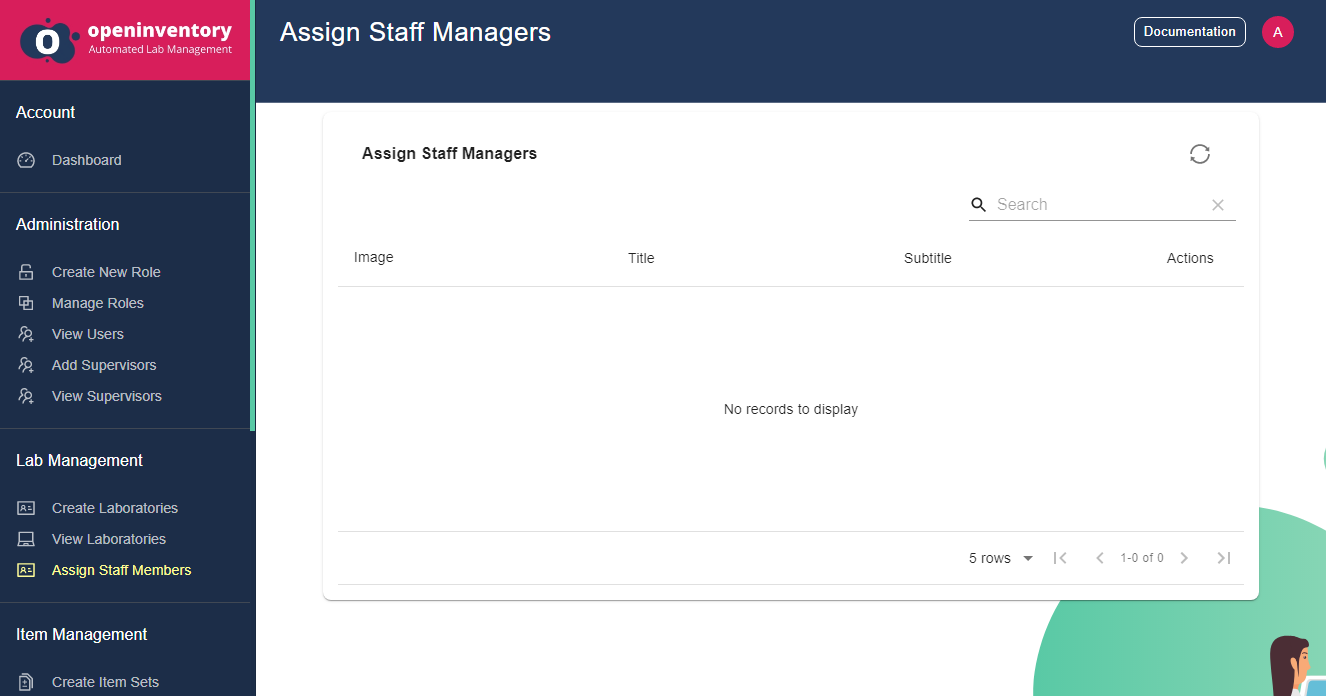 openinventory
Automated Lab Management
Assign Staff Managers
Documentation
A
Account
Dashboard
Administration
Create New Role
Manage Roles
View Users
Add Supervisors
View Supervisors
Lab Management
Create Laboratories
View Laboratories
Assign Staff Members
Item Management
Create Item Sets
Assign Staff Managers
Search
Image Title Subtitle Actions
No records to display
5 rows 1-0 of 0